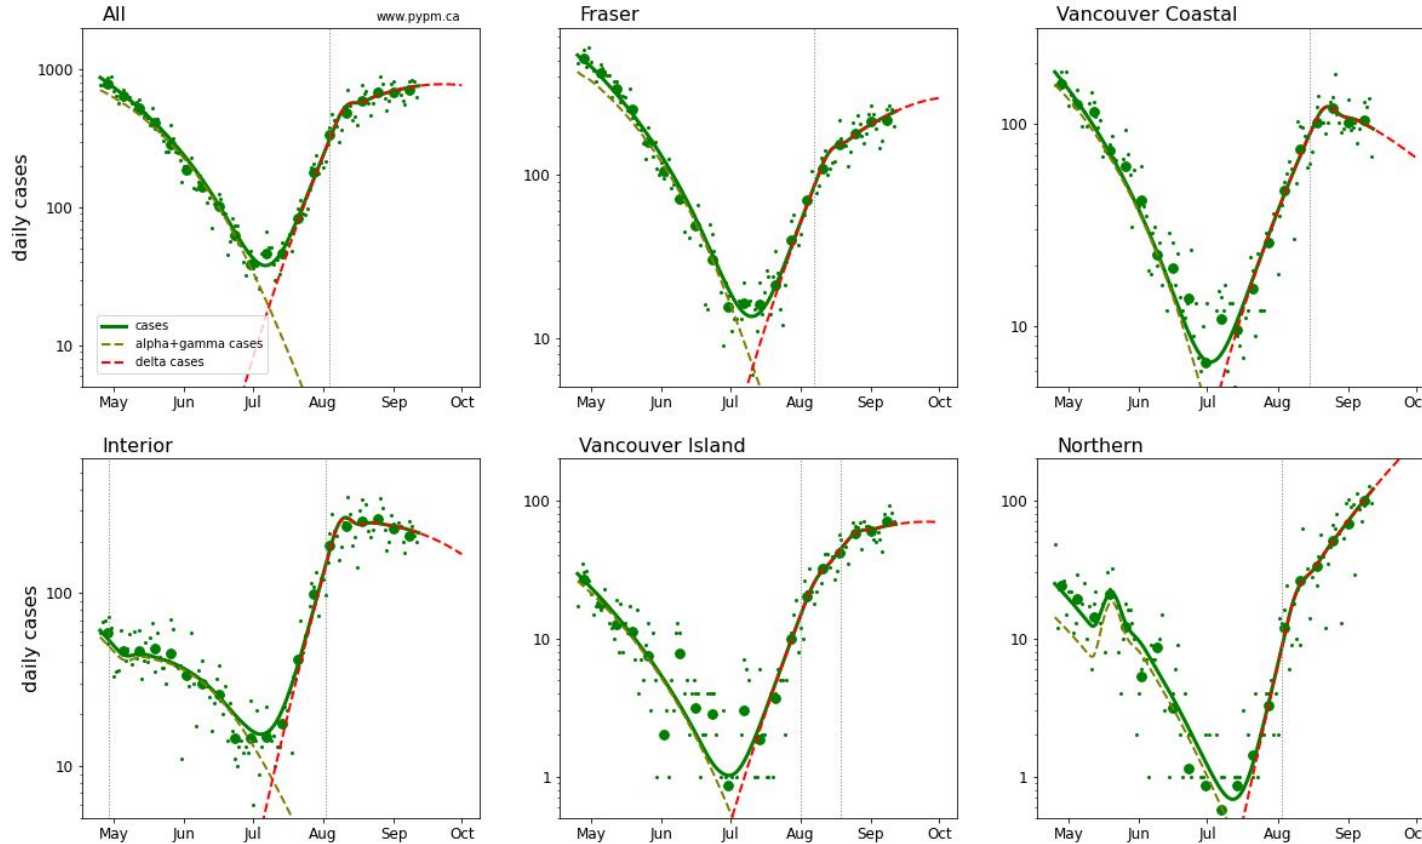 All
www.pypm.ca
Fraser
Vancouver Coastal
daily cases
1000
100
10
cases
alpha+gamma cases
delta cases
May Jun Jul Aug Sep Oct
100
10
May Jun Jul Aug Sep Oct
100
10
May Jun Jul Aug Sep Oct
Interior
Vancouver Island
Northern
daily cases
100
10
May Jun Jul Aug Sep Oct
100
10
1
May Jun Jul Aug Sep Oct
100
10
1
May Jun Jul Aug Sep Oct